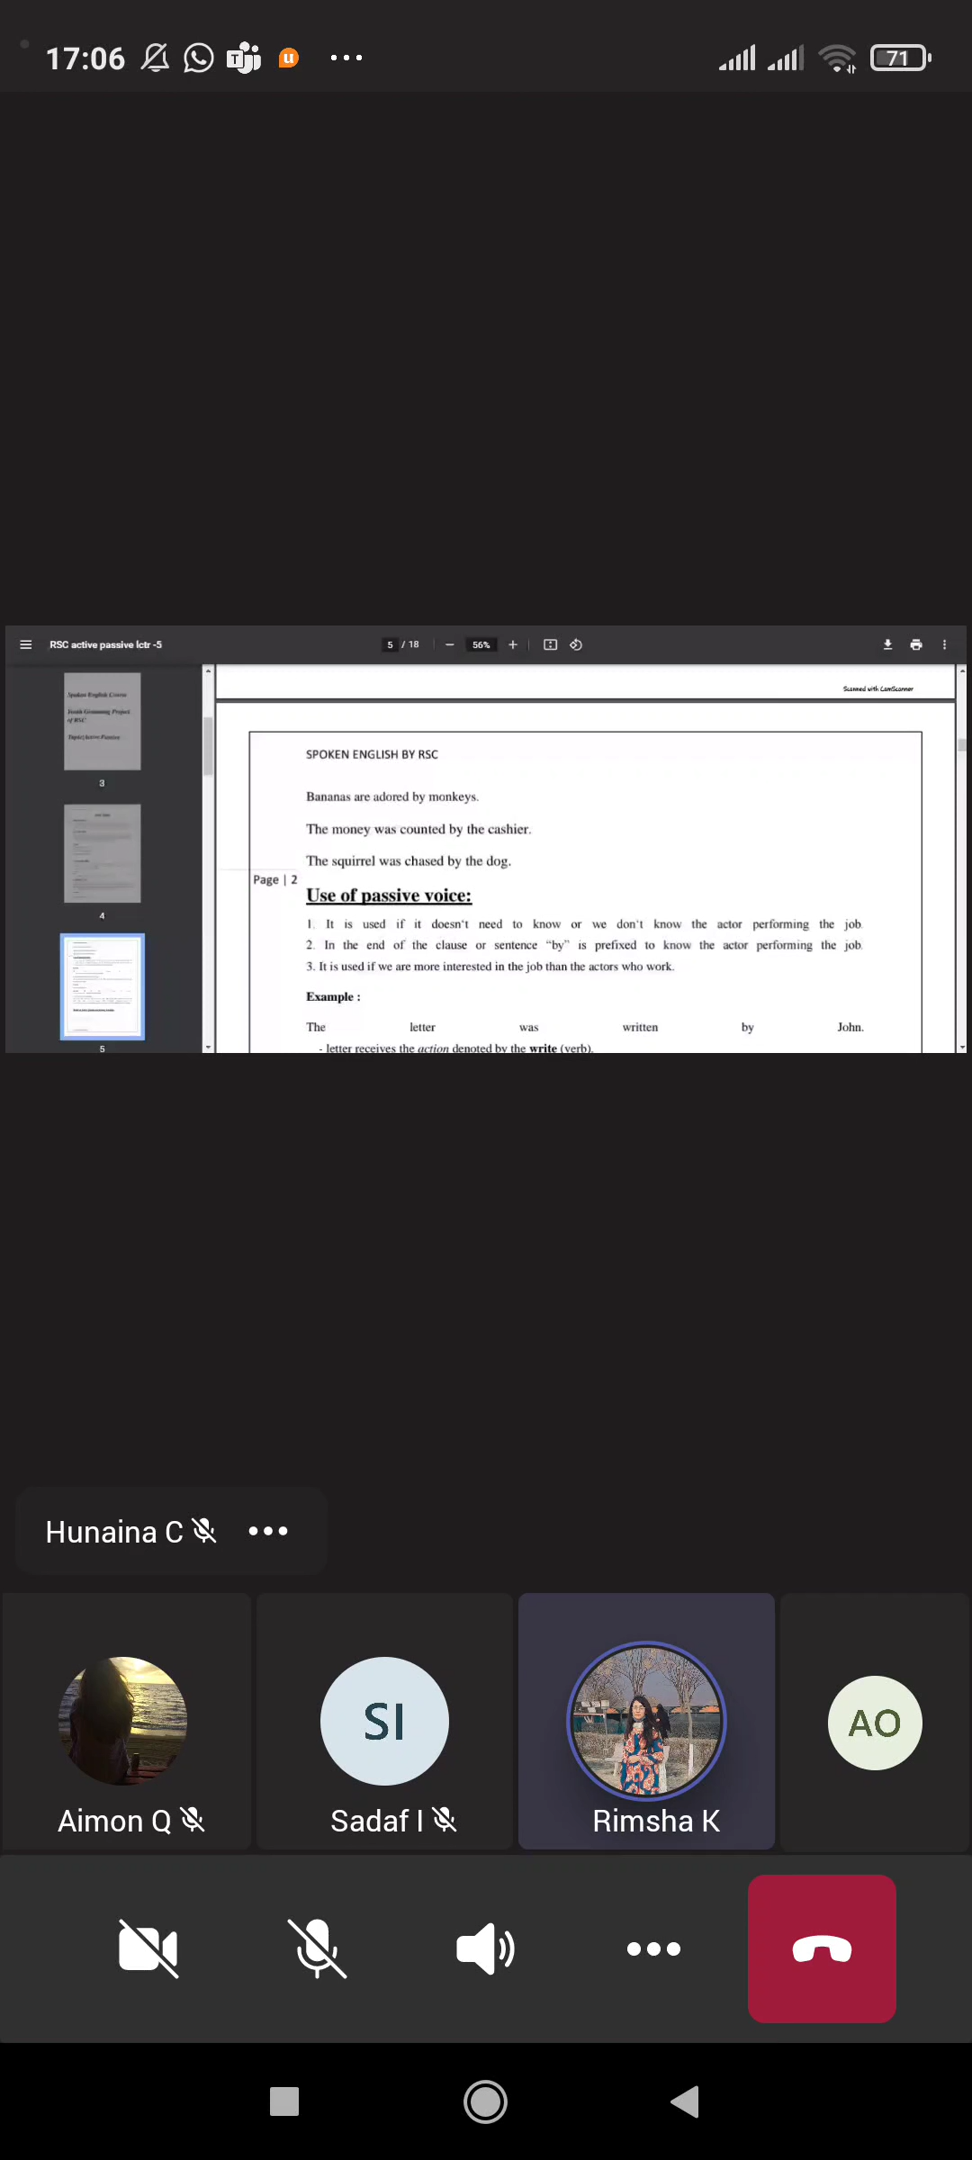 17:06
71
RSC active passive lctr -5
5 / 18
56%
Scanned with CamScanner
Spoken English Course
of RSC
3
4
5
SPOKEN ENGLISH BY RSC
Bananas are adored by monkeys.
The money was counted by the cashier.
The squirrel was chased by the dog.
Page | 2
Use of passive voice:
1. It is used if it doesn't need to know or we don't know the actor performing the job.
2. In the end of the clause or sentence "by" is prefixed to know the actor performing the job.
3. It is used if we are more interested in the job than the actors who work.
Example :
The letter was written by John.
- letter receives the action denoted by the write (verb).
Hunaina C
SI
AO
Aimon Q
Sadaf I
Rimsha K